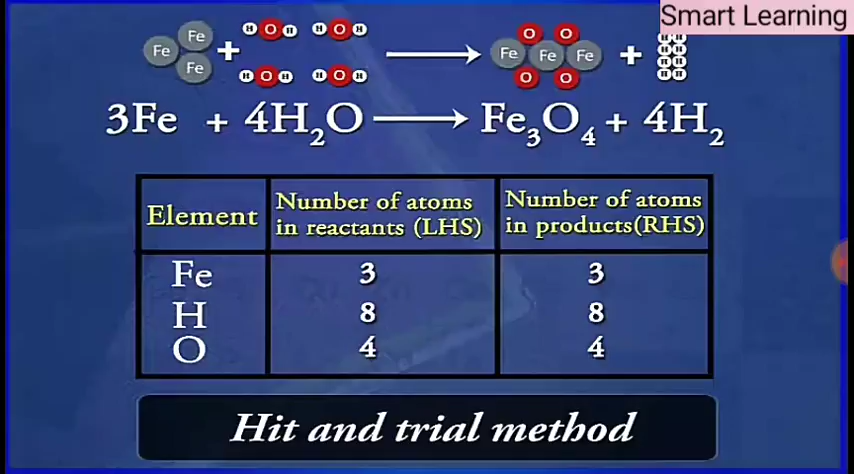 Smart Learning
Fe Fe Fe + H O H H O H H O H H O H → Fe Fe Fe O O O O + H H H H H H H H
3Fe + 4H₂O → Fe₃O₄ + 4H₂
Element
Number of atoms
in reactants (LHS)
Number of atoms
in products(RHS)
Fe 3 3
H 8 8
O 4 4
Hit and trial method